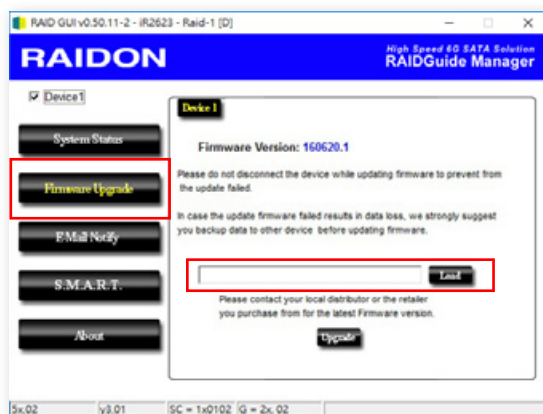 RAID GUI v0.50.11-2 - iR2623 - Raid-1 [D]
RAIDON
High Speed 6G SATA Solution
RAIDGuide Manager
Device1
Device 1
System Status
Firmware Version: 160620.1
Please do not disconnect the device while updating firmware to prevent from
the update failed.
Firmware Upgrade
In case the update firmware failed results in data loss, we strongly suggest
you backup data to other device before updating firmware.
E-Mail Notify
Load
S.M.A.R.T.
Please contact your local distributor or the retailer
you purchase from for the latest Firmware version.
About
Upgrade
5x.02
v3.01
SC = 1x0102
G = 2x. 02